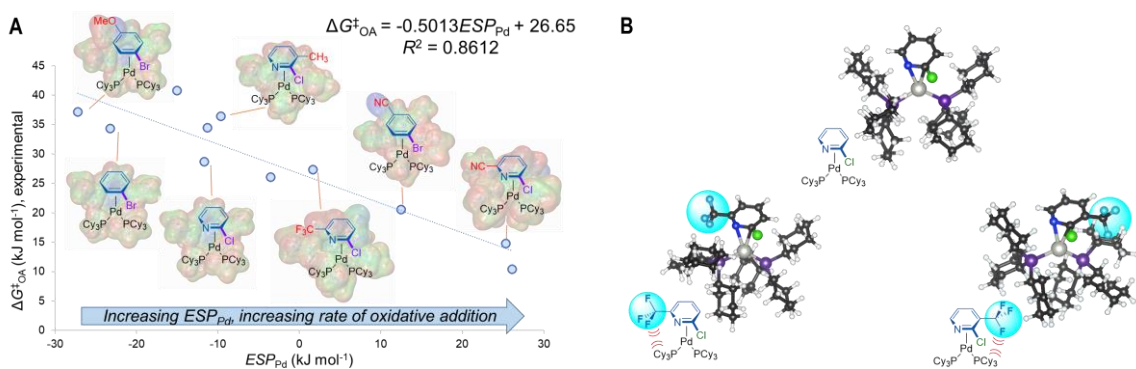 A
ΔG‡OA = -0.5013ESPPd + 26.65
R² = 0.8612
ΔG‡OA (kJ mol⁻¹), experimental
45
40
35
30
25
20
15
10
5
0
MeO
Br
Pd
Cy3P PCy3
CH3
N Cl
Pd
Cy3P PCy3
NC
Br
Pd
Cy3P PCy3
NC N Cl
Pd
Cy3P PCy3
Br
Pd
Cy3P PCy3
N Cl
Pd
Cy3P PCy3
F3C N Cl
Pd
Cy3P PCy3
Increasing ESPPd, increasing rate of oxidative addition
-30 -20 -10 0 10 20 30
ESPPd (kJ mol⁻¹)
B
N Cl
Pd
Cy3P PCy3
F
F
F
N Cl
Pd
Cy3P PCy3
F
F
F
N Cl
Pd
Cy3P PCy3